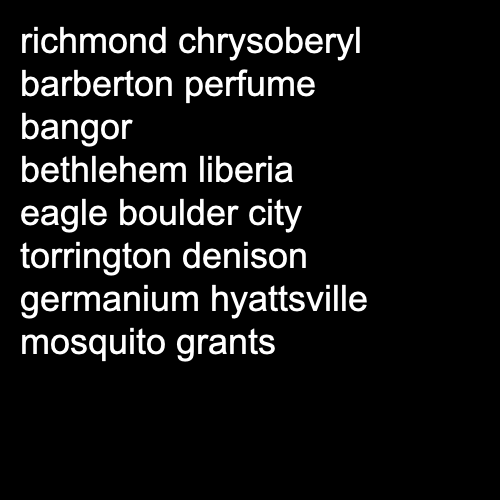 richmond chrysoberyl
barberton perfume
bangor
bethlehem liberia
eagle boulder city
torrington denison
germanium hyattsville
mosquito grants